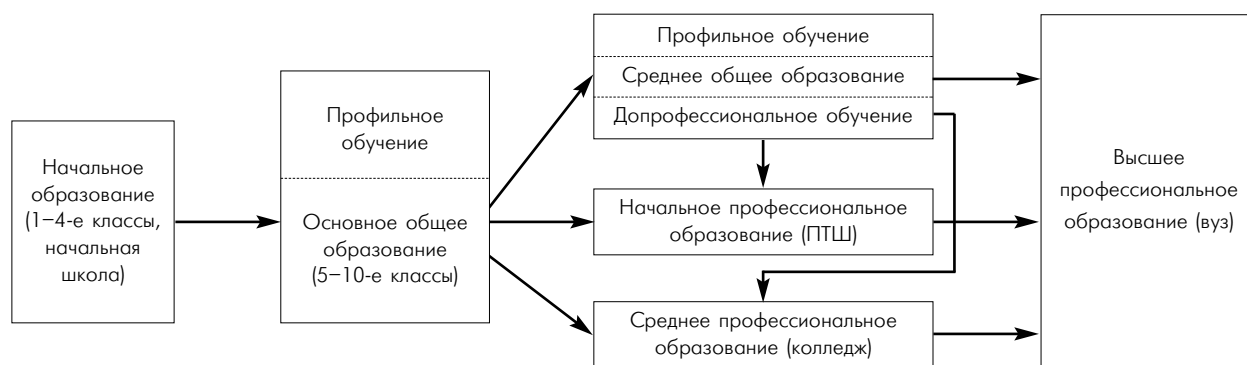 Начальное
образование
(1–4-е классы,
начальная
школа)
Профильное
обучение
Основное общее
образование
(5–10-е классы)
Профильное обучение
Среднее общее образование
Допрофессиональное обучение
Начальное профессиональное
образование (ПТШ)
Среднее профессиональное
образование (колледж)
Высшее
профессиональное
образование (вуз)